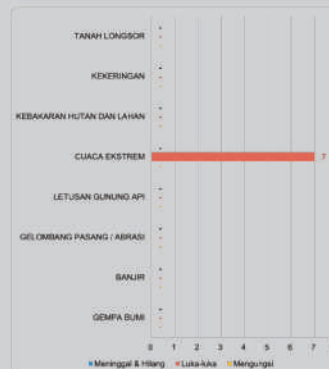 TANAH LONGSOR
KEKERINGAN
KEBAKARAN HUTAN DAN LAHAN
CUACA EKSTREM
7
LETUSAN GUNUNG API
GELOMBANG PASANG / ABRASI
BANJIR
GEMPA BUMI
0 1 2 3 4 5 6 7
Meninggal & Hilang Luka-luka Mengungsi